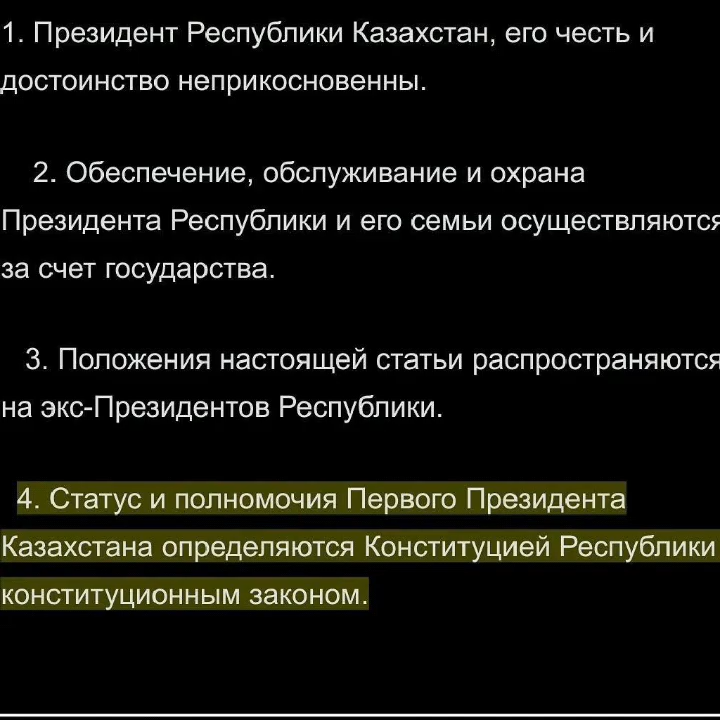 1. Президент Республики Казахстан, его честь и
достоинство неприкосновенны.
2. Обеспечение, обслуживание и охрана
Президента Республики и его семьи осуществляются
за счет государства.
3. Положения настоящей статьи распространяются
на экс-Президентов Республики.
4. Статус и полномочия Первого Президента
Казахстана определяются Конституцией Республики
конституционным законом.